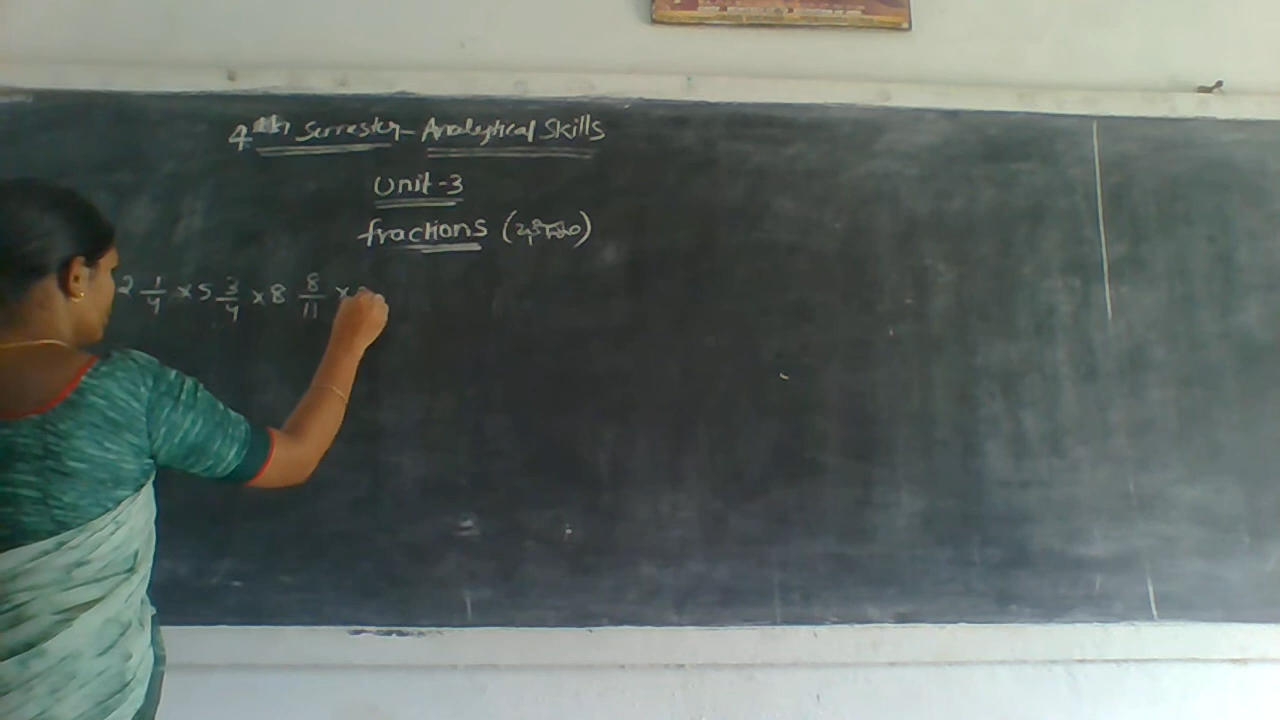 4th Semester - Analytical Skills
Unit-3
fractions
2 1/4 × 5 3/4 × 8 8/11 ×